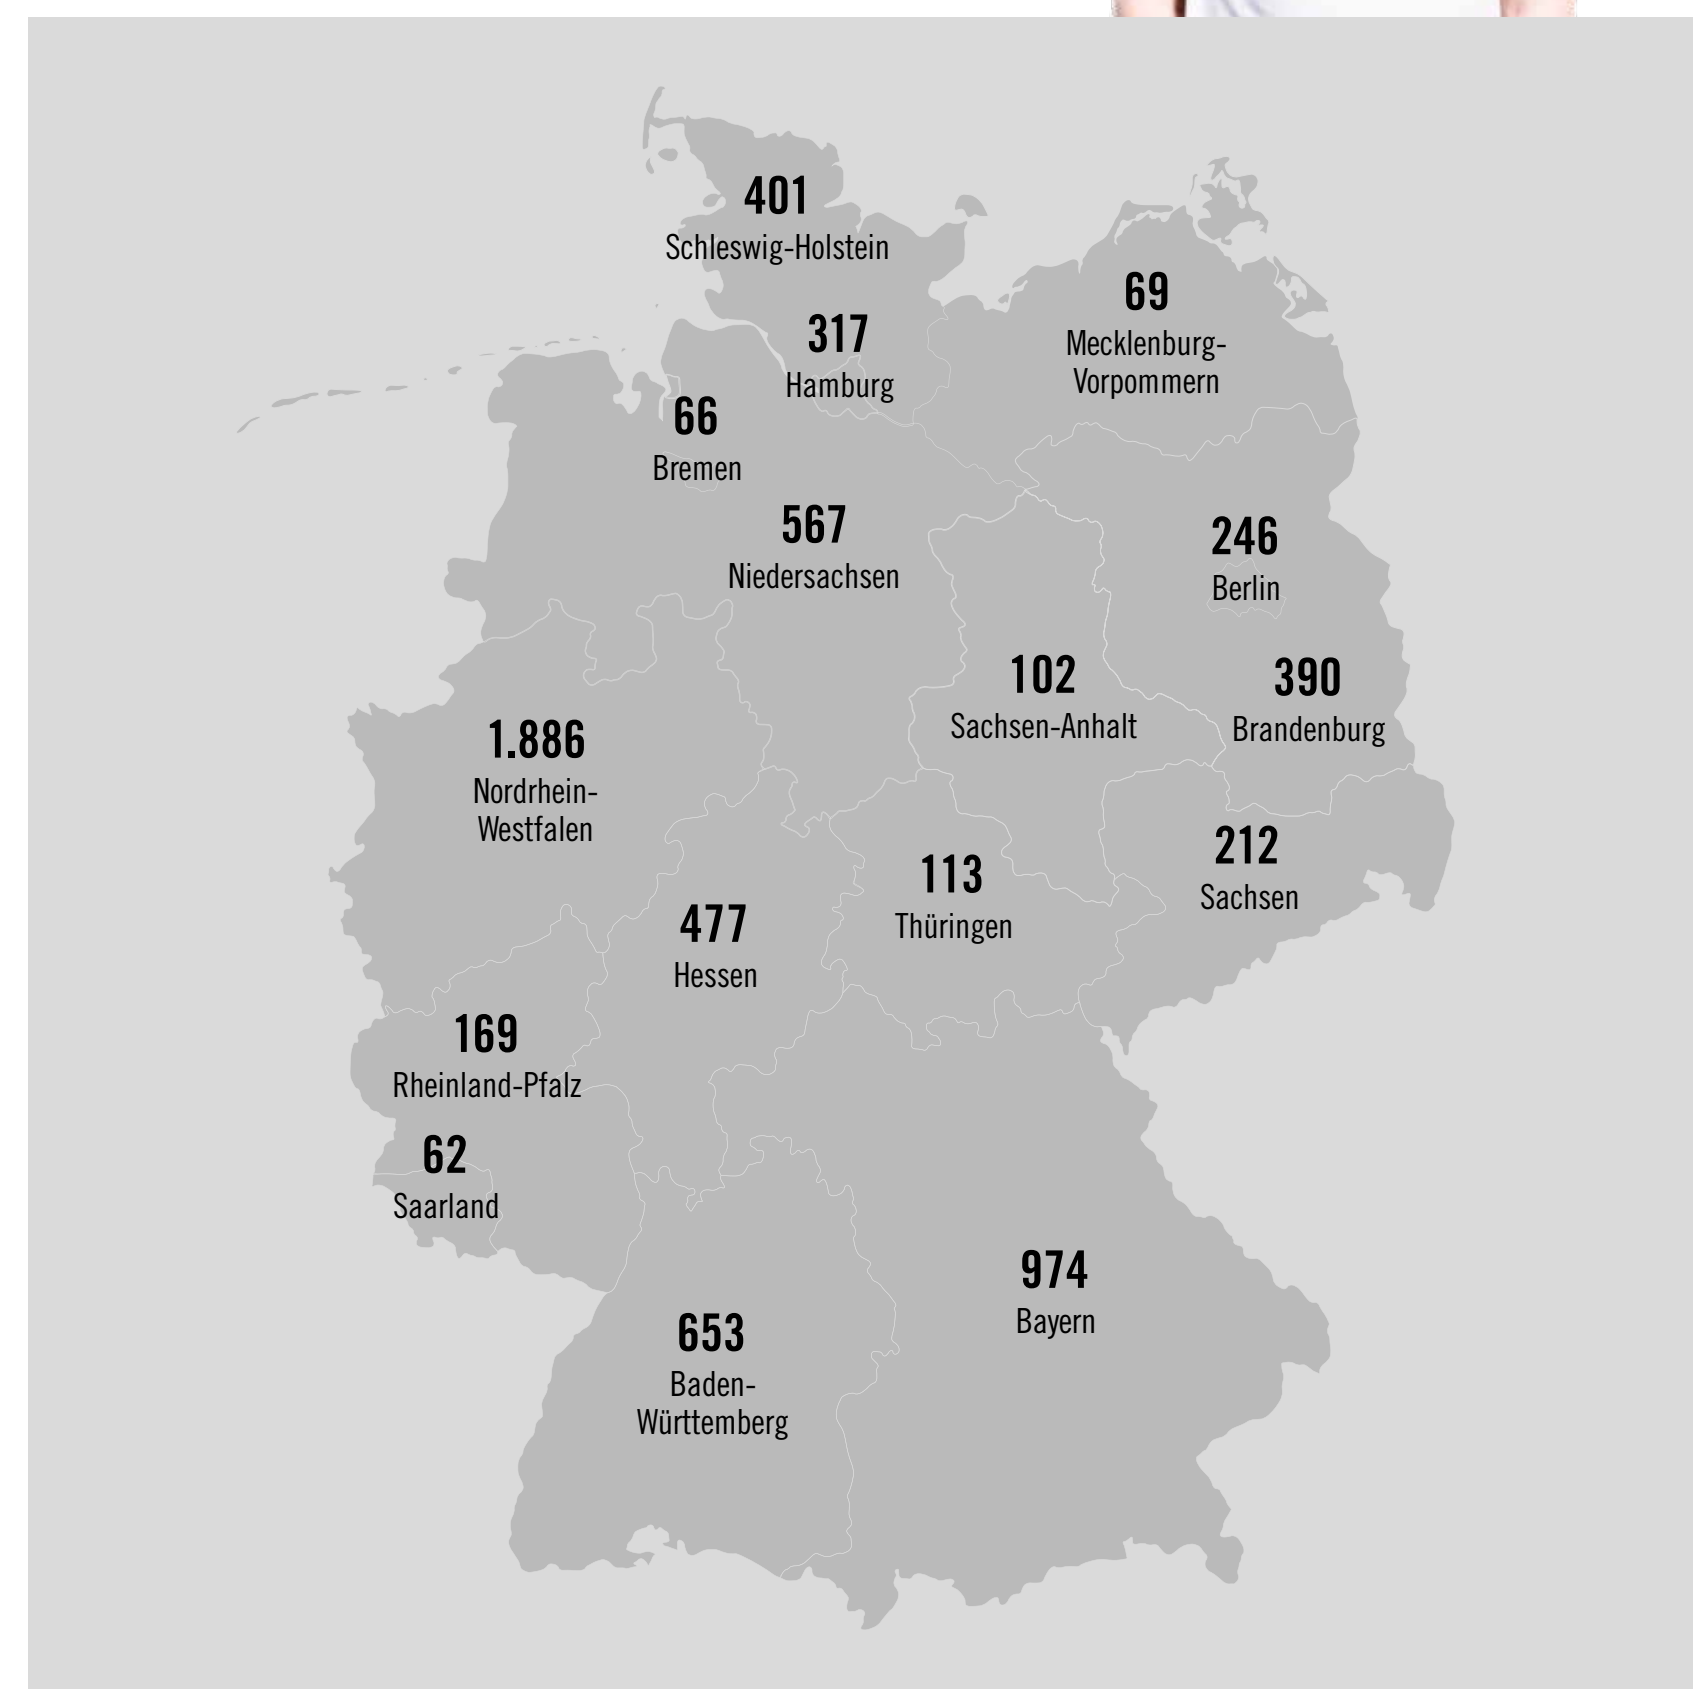 401
Schleswig-Holstein
69
Mecklenburg-
Vorpommern
317
Hamburg
66
Bremen
567
Niedersachsen
246
Berlin
102
Sachsen-Anhalt
390
Brandenburg
1.886
Nordrhein-
Westfalen
212
Sachsen
113
Thüringen
477
Hessen
169
Rheinland-Pfalz
62
Saarland
974
Bayern
653
Baden-
Württemberg